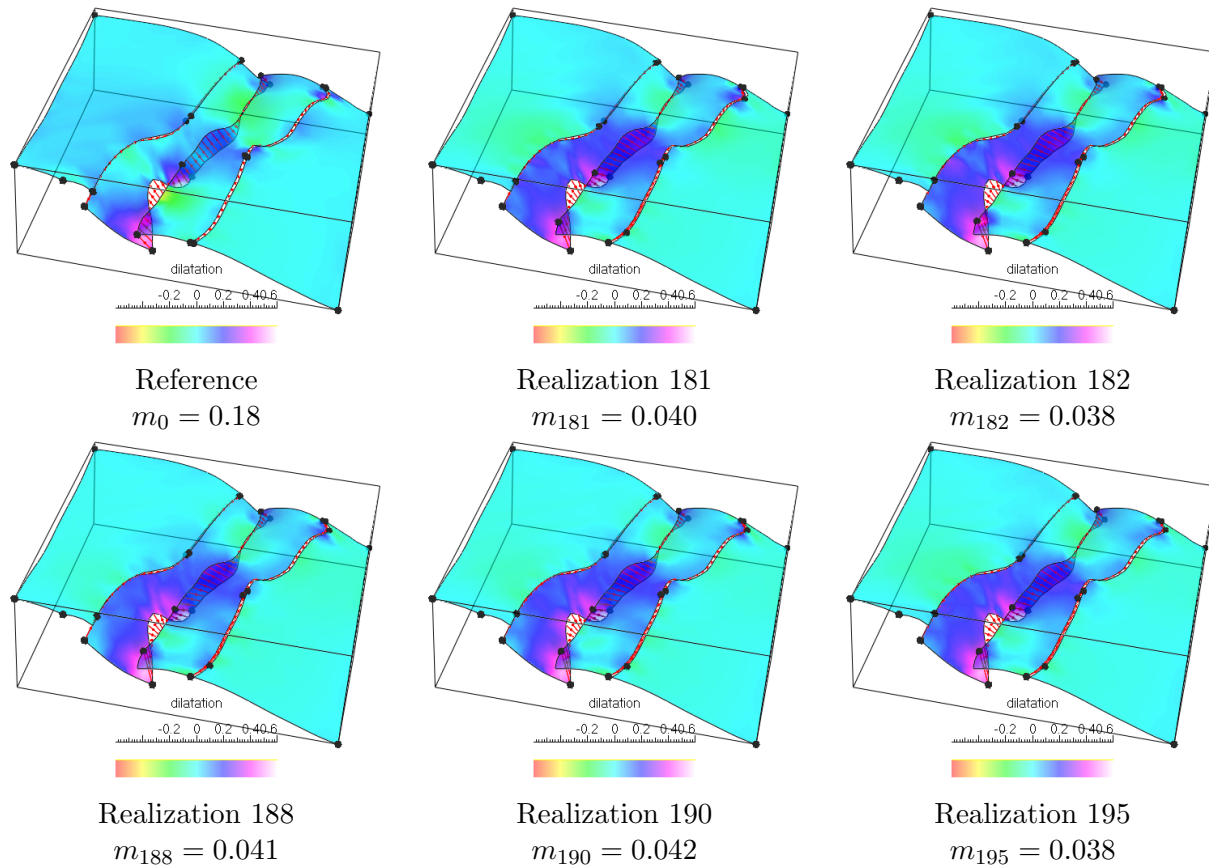 dilatation
-0.2 0 0.2 0.40.6
dilatation
-0.2 0 0.2 0.40.6
dilatation
-0.2 0 0.2 0.40.6
Reference
Realization 181
Realization 182
m₀ = 0.18
m₁₈₁ = 0.040
m₁₈₂ = 0.038
dilatation
-0.2 0 0.2 0.40.6
dilatation
-0.2 0 0.2 0.40.6
dilatation
-0.2 0 0.2 0.40.6
Realization 188
Realization 190
Realization 195
m₁₈₈ = 0.041
m₁₉₀ = 0.042
m₁₉₅ = 0.038